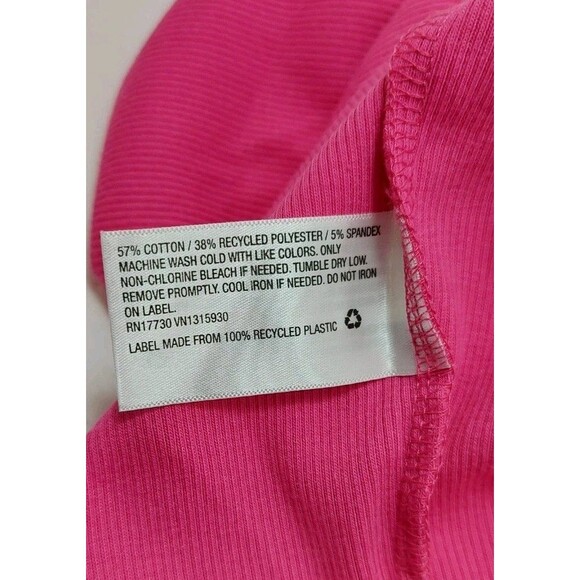 57% COTTON / 38% RECYCLED POLYESTER / 5% SPANDEX
MACHINE WASH COLD WITH LIKE COLORS. ONLY
NON-CHLORINE BLEACH IF NEEDED. TUMBLE DRY LOW.
REMOVE PROMPTLY. COOL IRON IF NEEDED. DO NOT IRON
ON LABEL.
RN17730 VN1315930
LABEL MADE FROM 100% RECYCLED PLASTIC